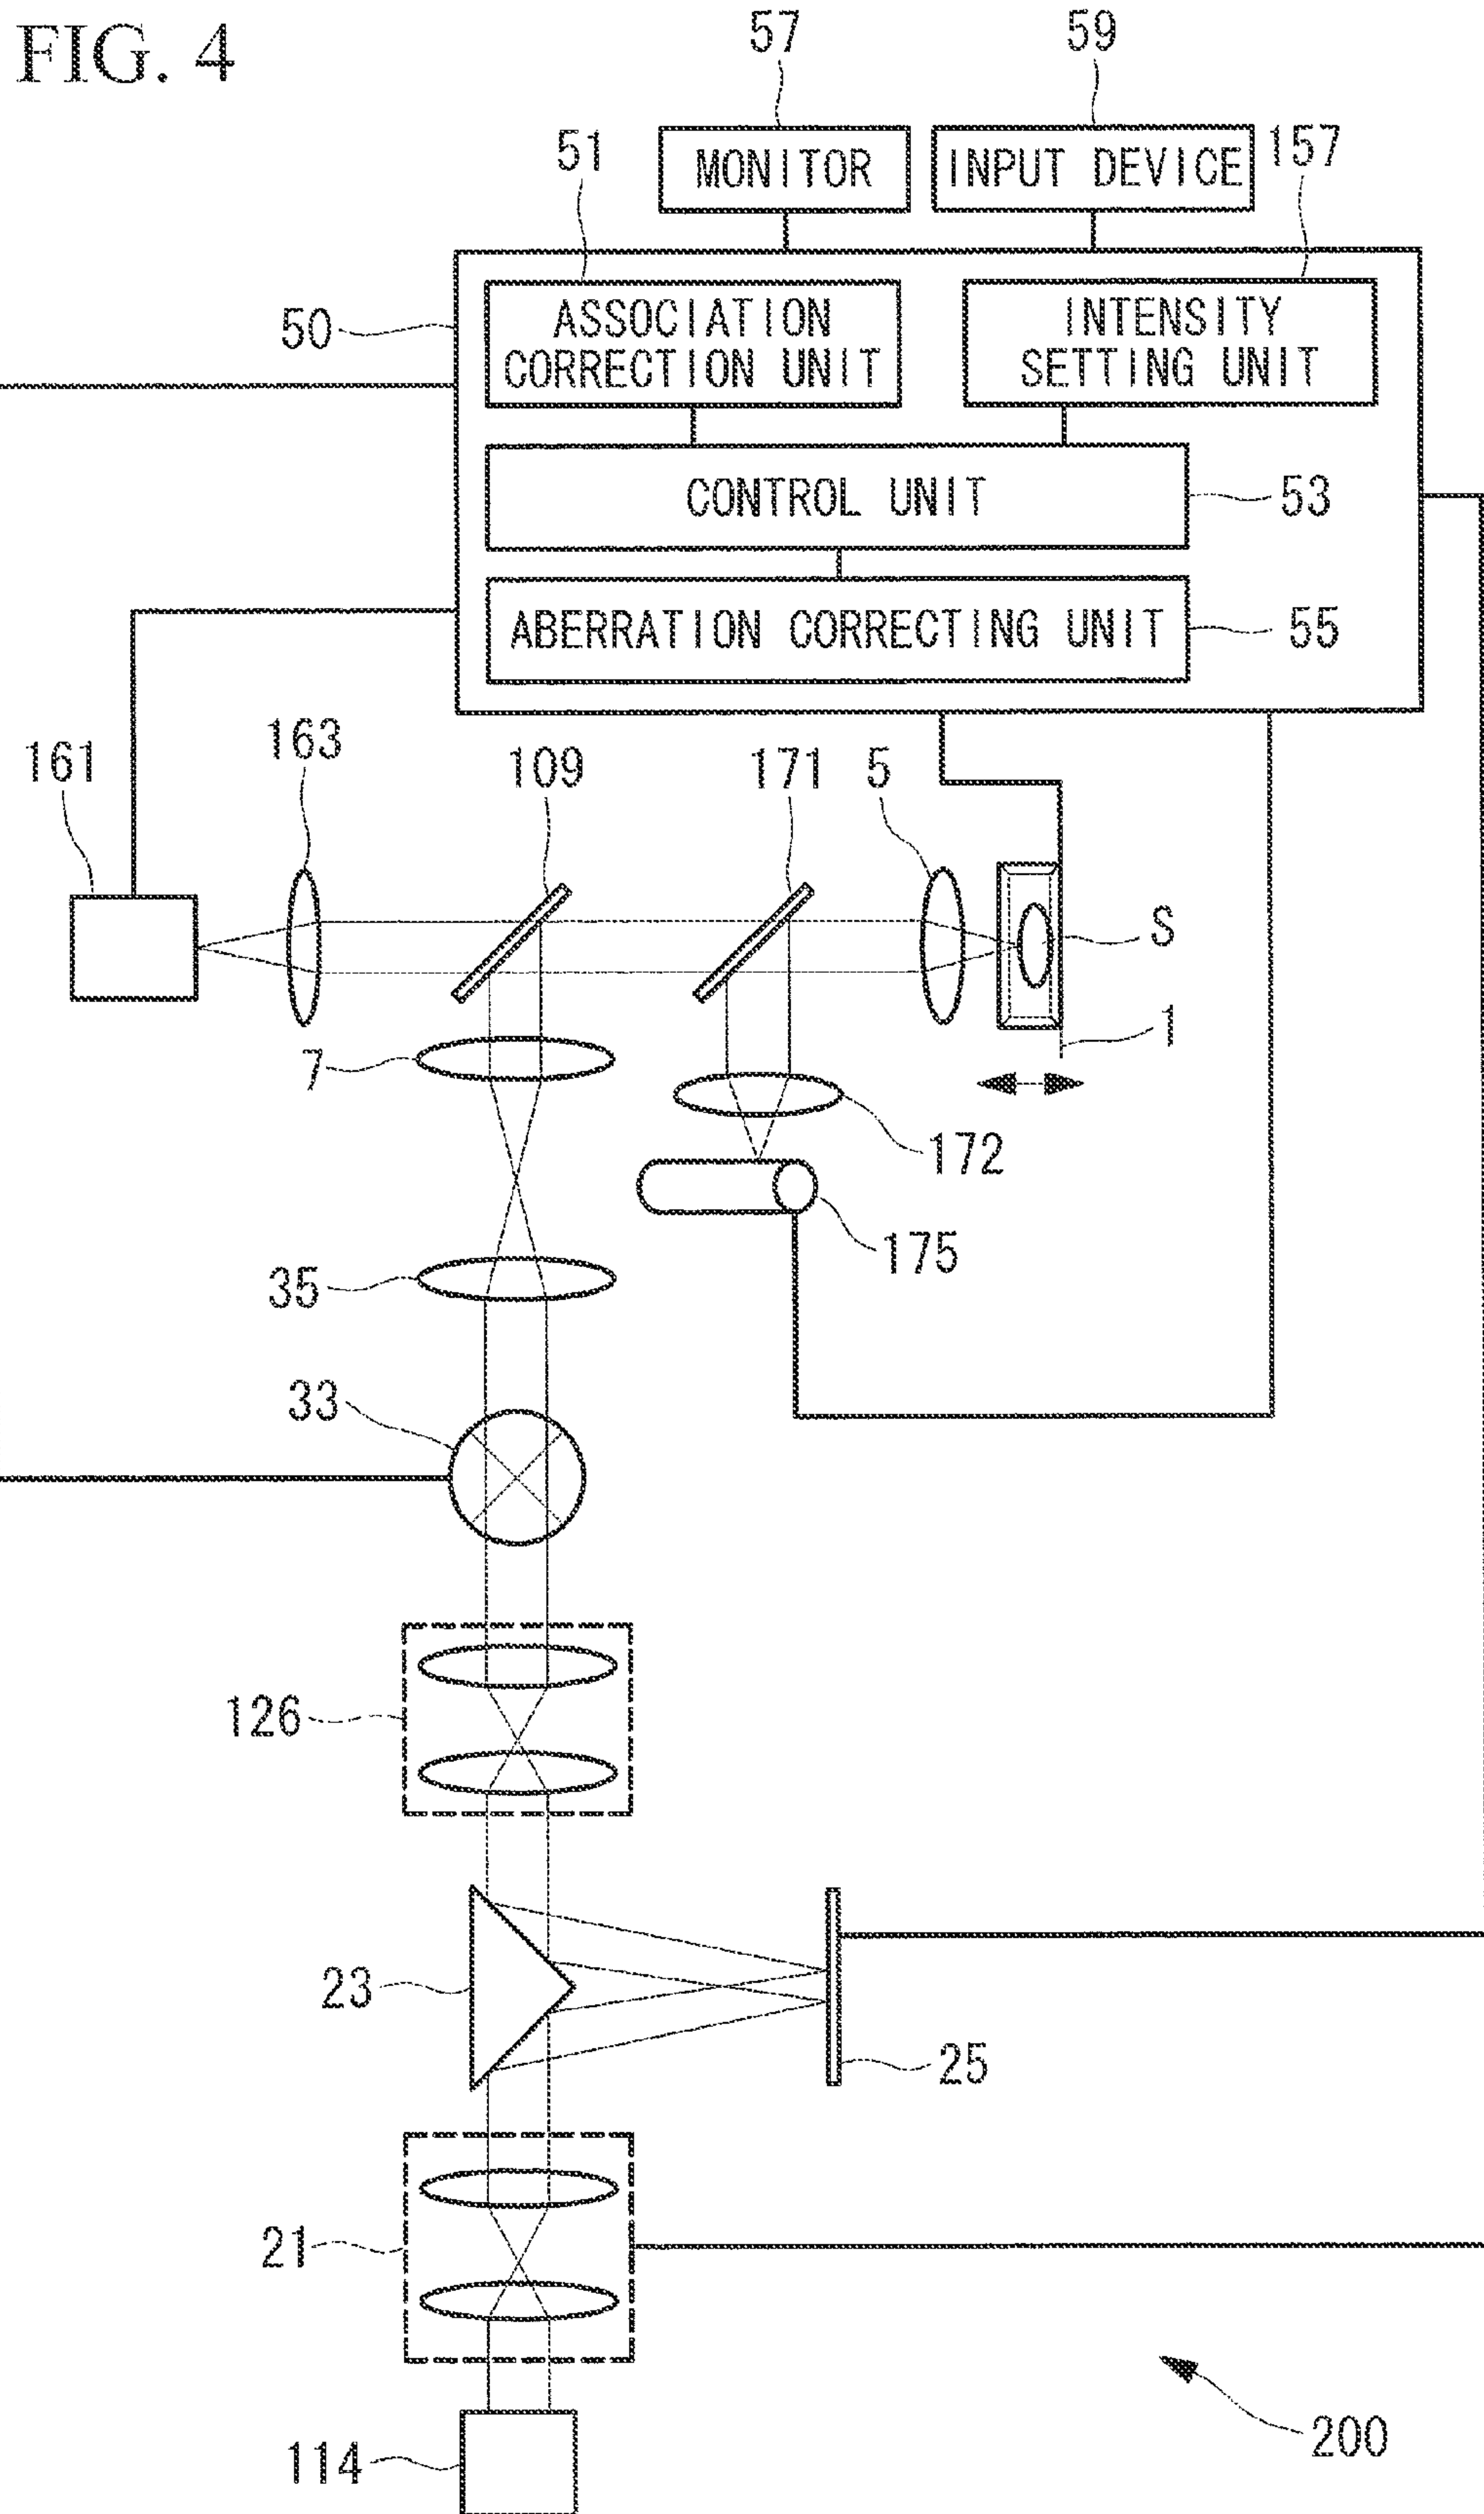 FIG. 4
57
59
51
MONITOR
INPUT DEVICE
157
50
ASSOCIATION
CORRECTION UNIT
INTENSITY
SETTING UNIT
CONTROL UNIT
53
ABERRATION CORRECTING UNIT
55
161
163
109
171
5
S
1
7
172
175
35
33
126
23
25
21
114
200